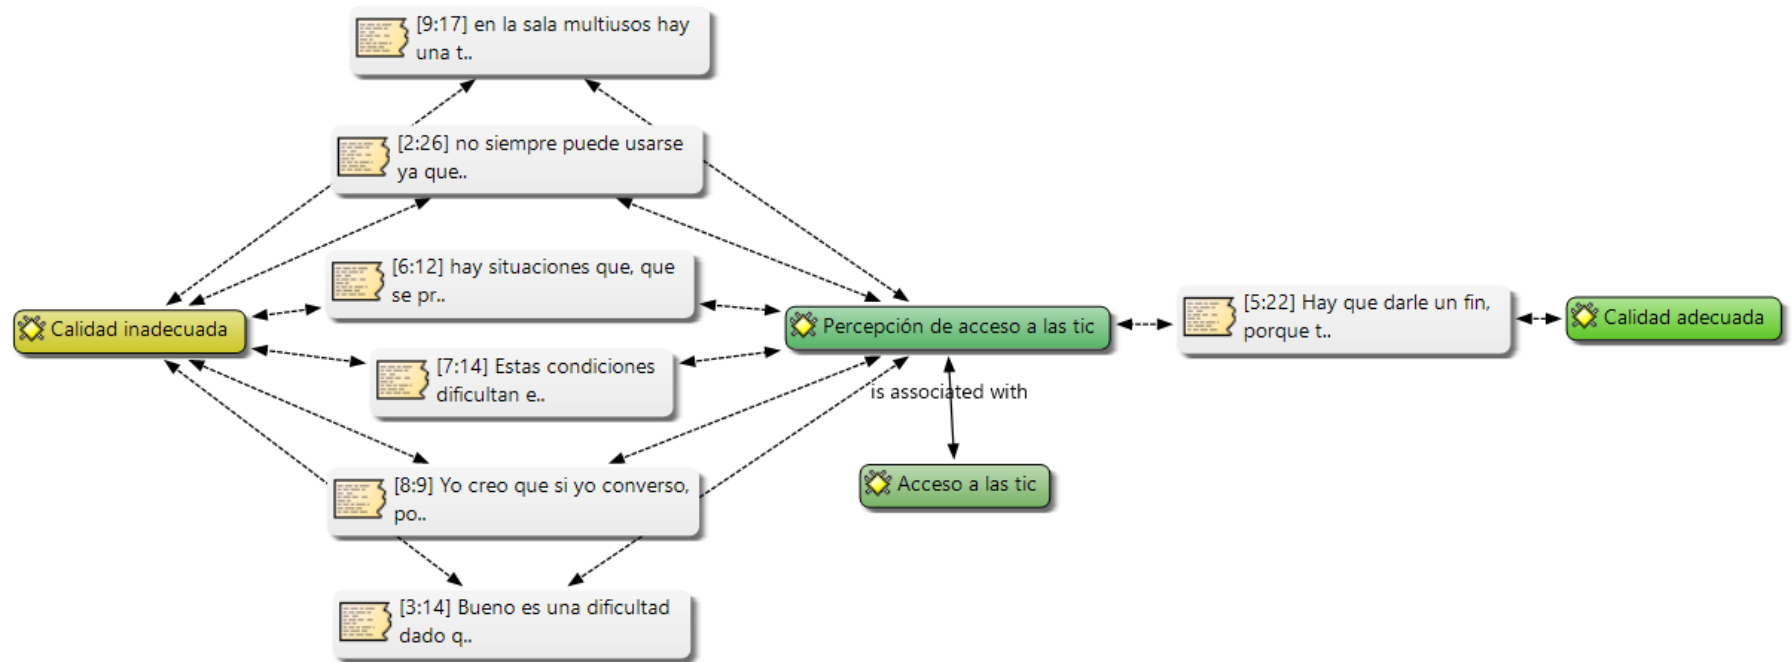 [9:17] en la sala multiusos hay
una t..
[2:26] no siempre puede usarse
ya que..
[6:12] hay situaciones que, que
se pr..
Calidad inadecuada
Percepción de acceso a las tic
[5:22] Hay que darle un fin,
porque t..
Calidad adecuada
[7:14] Estas condiciones
dificultan e..
is associated with
Acceso a las tic
[8:9] Yo creo que si yo converso,
po..
[3:14] Bueno es una dificultad
dado q..